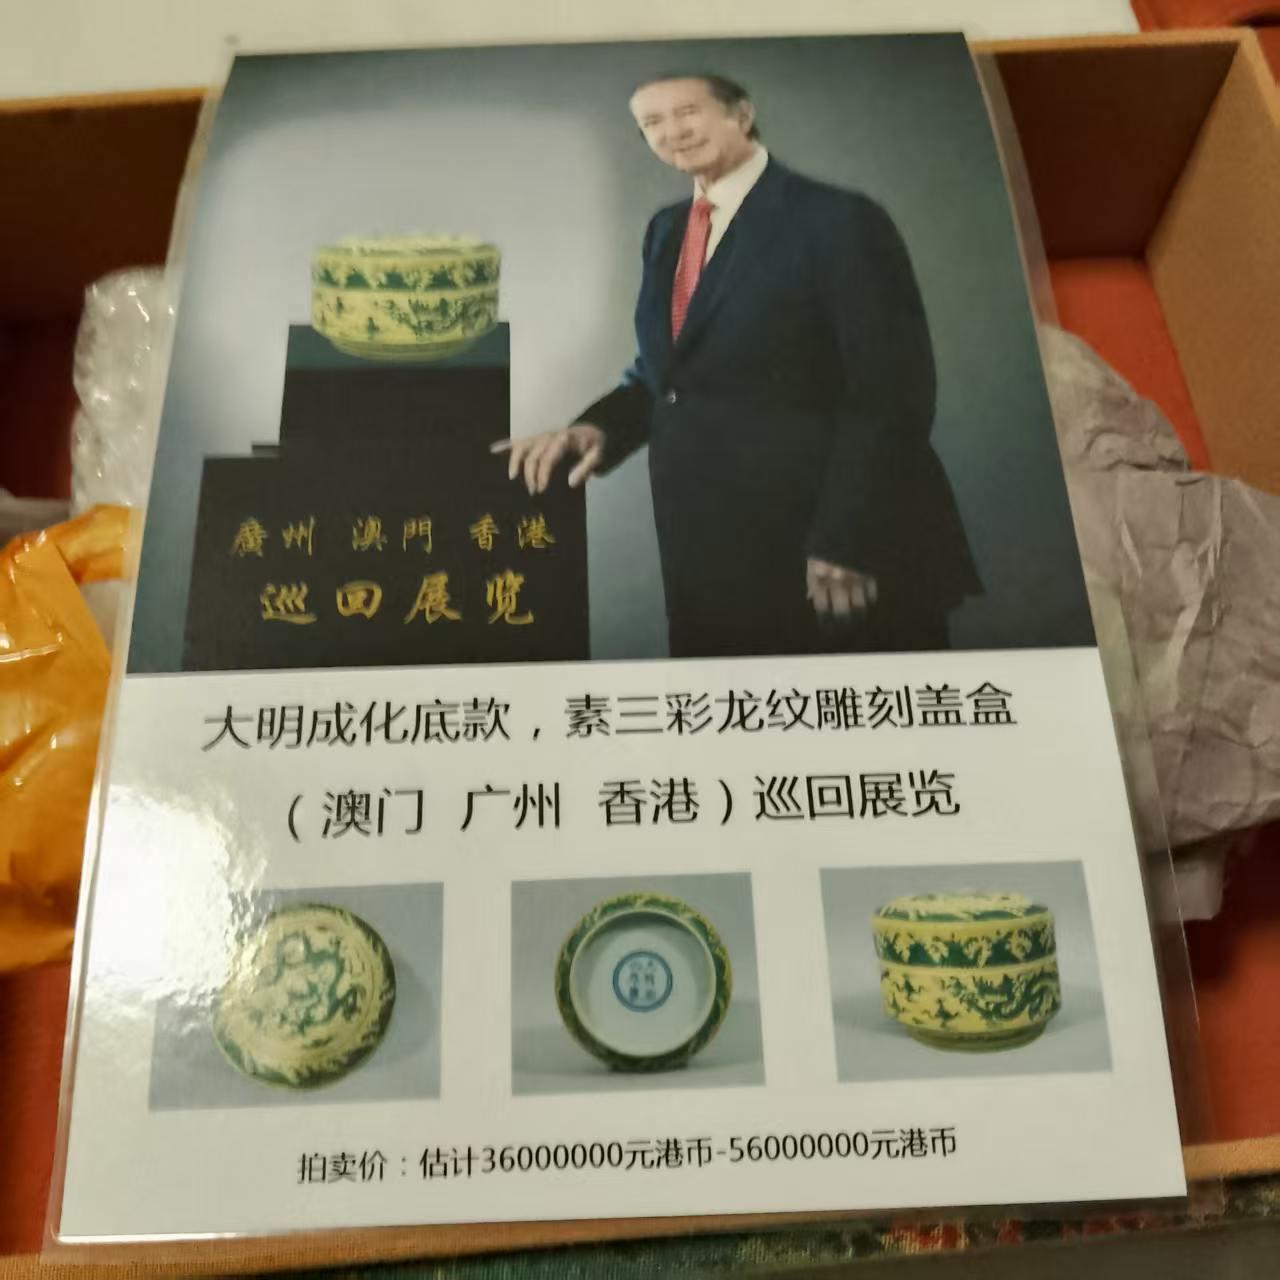 廣州 澳門 香港
巡回展览
大明成化底款，素三彩龙纹雕刻盖盒
（澳门 广州 香港）巡回展览
拍卖价：估计36000000元港币-56000000元港币